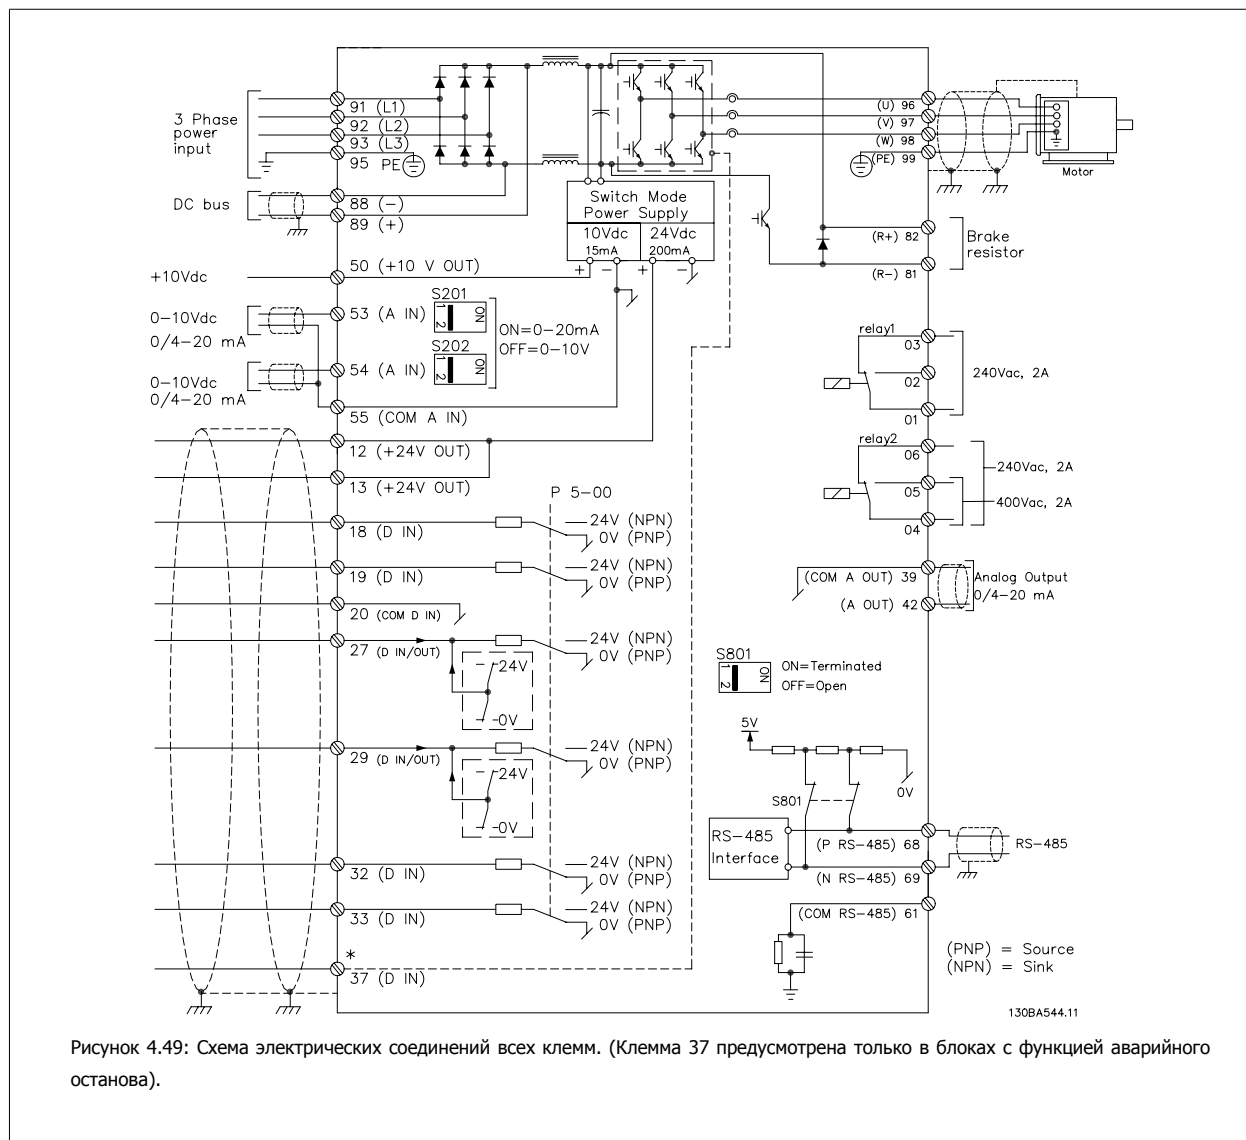 3 Phase
power
input
91 (L1)
92 (L2)
93 (L3)
95 PE
DC bus
88 (−)
89 (+)
+10Vdc
50 (+10 V OUT)
0−10Vdc
0/4−20 mA
53 (A IN)
S201
1 2 ON
ON=0−20mA
OFF=0−10V
S202
1 2 ON
0−10Vdc
0/4−20 mA
54 (A IN)
55 (COM A IN)
12 (+24V OUT)
13 (+24V OUT)
P 5−00
18 (D IN)
24V (NPN)
0V (PNP)
19 (D IN)
24V (NPN)
0V (PNP)
20 (COM D IN)
27 (D IN/OUT)
24V (NPN)
0V (PNP)
24V
0V
29 (D IN/OUT)
24V (NPN)
0V (PNP)
24V
0V
32 (D IN)
24V (NPN)
0V (PNP)
33 (D IN)
24V (NPN)
0V (PNP)
*
37 (D IN)
Switch Mode
Power Supply
10Vdc
15mA
24Vdc
200mA
+ − + −
(U) 96
(V) 97
(W) 98
(PE) 99
Motor
(R+) 82
(R−) 81
Brake
resistor
relay1
03
02
01
240Vac, 2A
relay2
06
05
04
240Vac, 2A
400Vac, 2A
(COM A OUT) 39
(A OUT) 42
Analog Output
0/4−20 mA
S801
1 2 ON
ON=Terminated
OFF=Open
5V
0V
S801
RS−485
Interface
(P RS−485) 68
(N RS−485) 69
(COM RS−485) 61
RS−485
(PNP) = Source
(NPN) = Sink
130BA544.11
Рисунок 4.49: Схема электрических соединений всех клемм. (Клемма 37 предусмотрена только в блоках с функцией аварийного
останова).